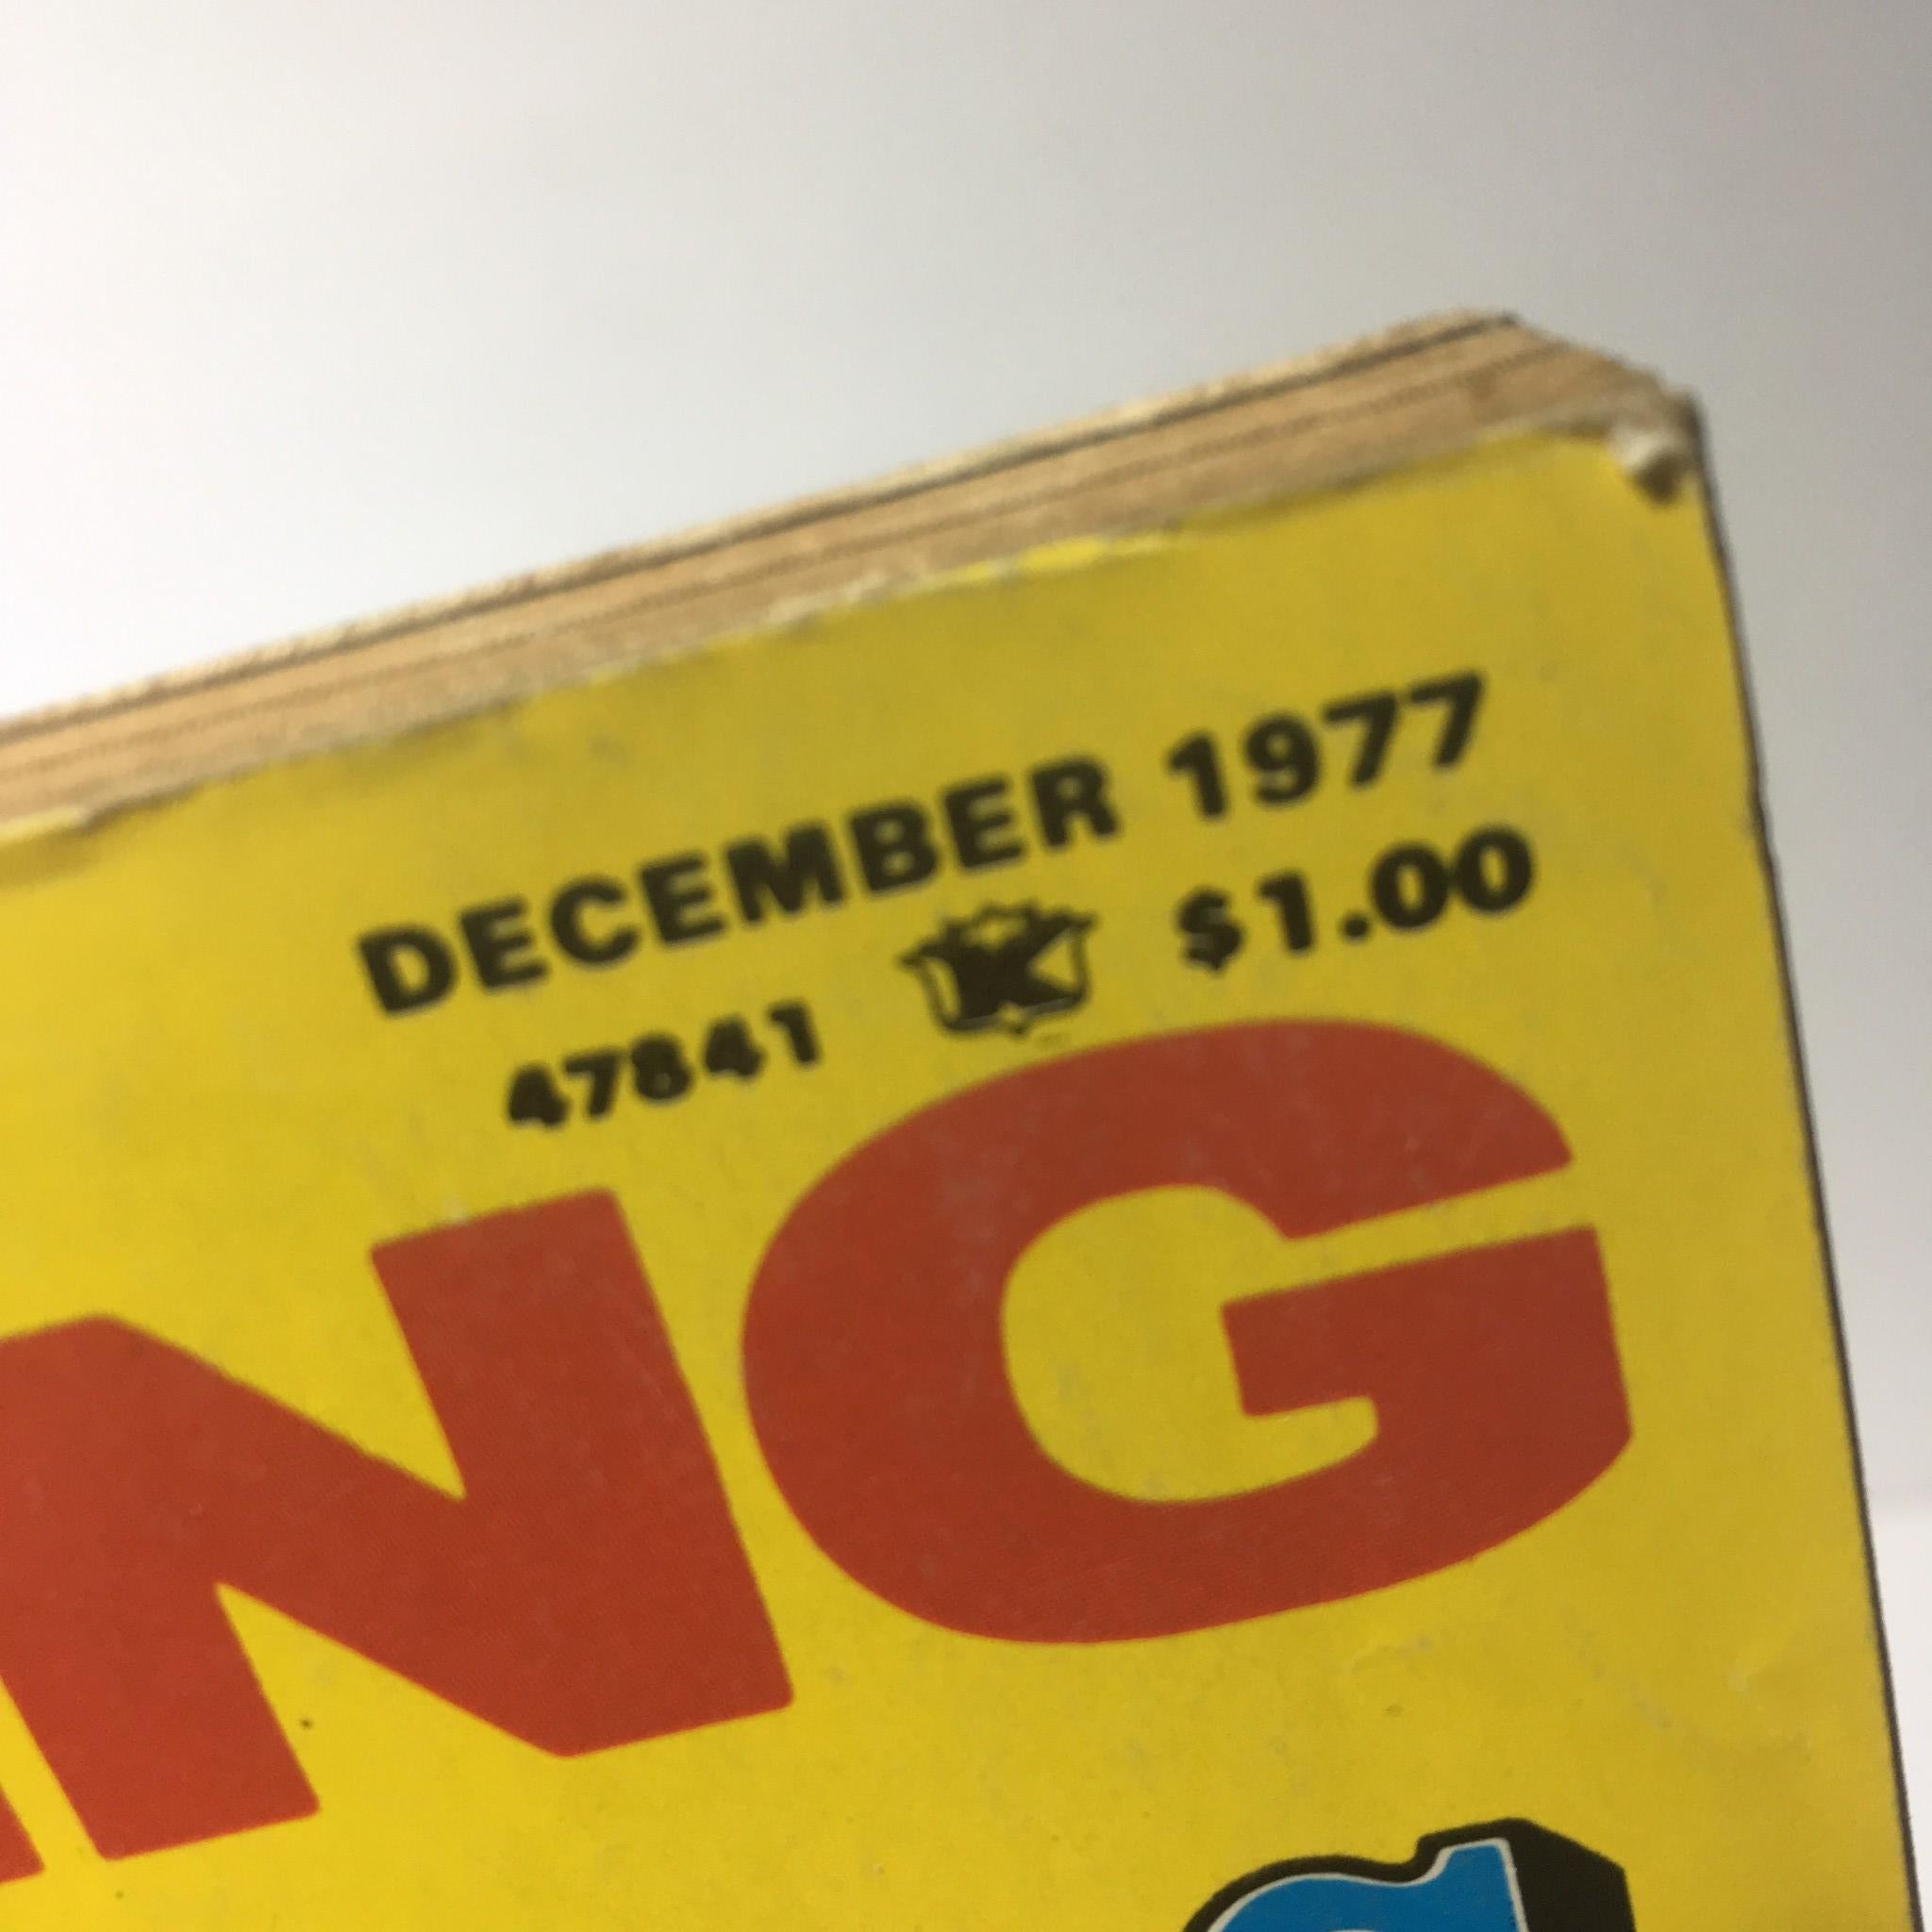 DECEMBER 1977
47841 K $1.00
NG